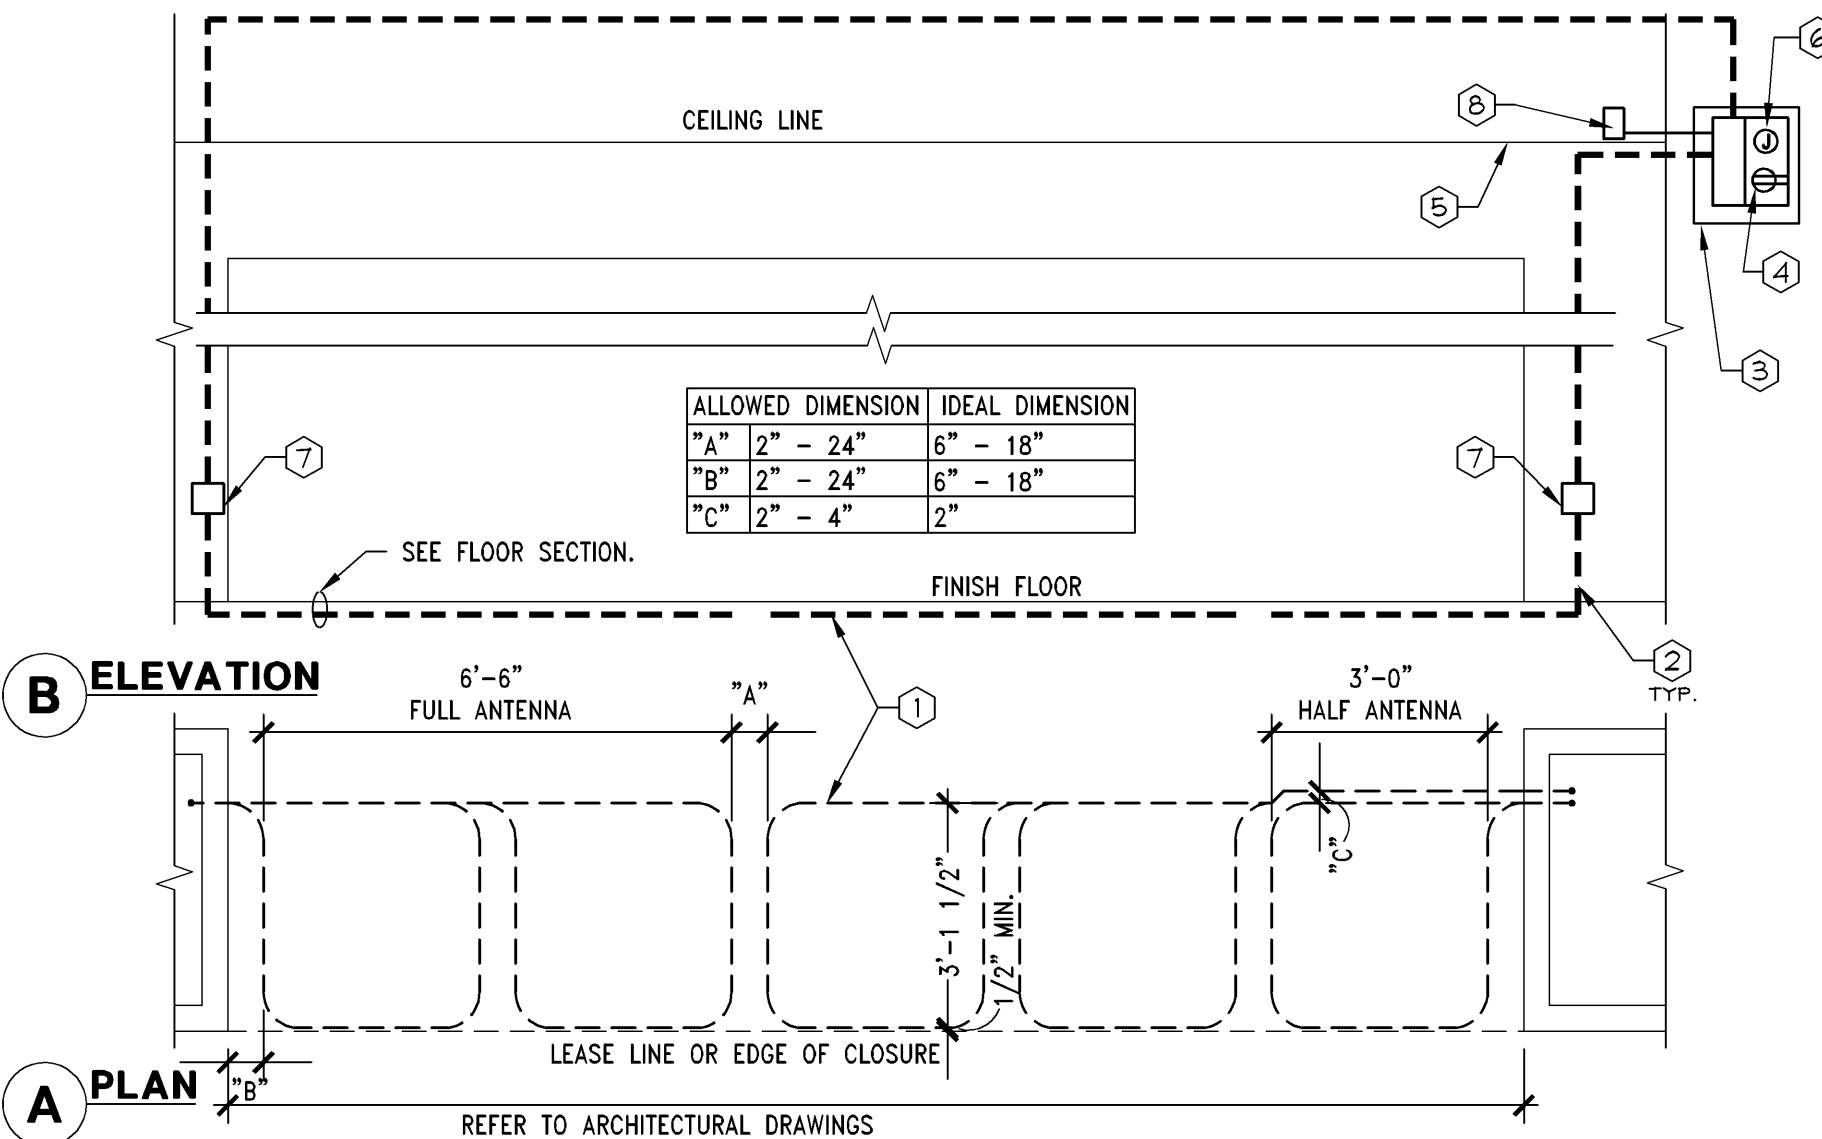 6
CEILING LINE
8
J
5
4
3
ALLOWED DIMENSION IDEAL DIMENSION
"A" 2" - 24" 6" - 18"
"B" 2" - 24" 6" - 18"
"C" 2" - 4" 2"
7
7
SEE FLOOR SECTION.
FINISH FLOOR
B ELEVATION
2
TYP.
6'-6"
FULL ANTENNA
"A"
1
3'-0"
HALF ANTENNA
"C"
3'-1 1/2"
1/2" MIN.
LEASE LINE OR EDGE OF CLOSURE
A PLAN
"B"
REFER TO ARCHITECTURAL DRAWINGS